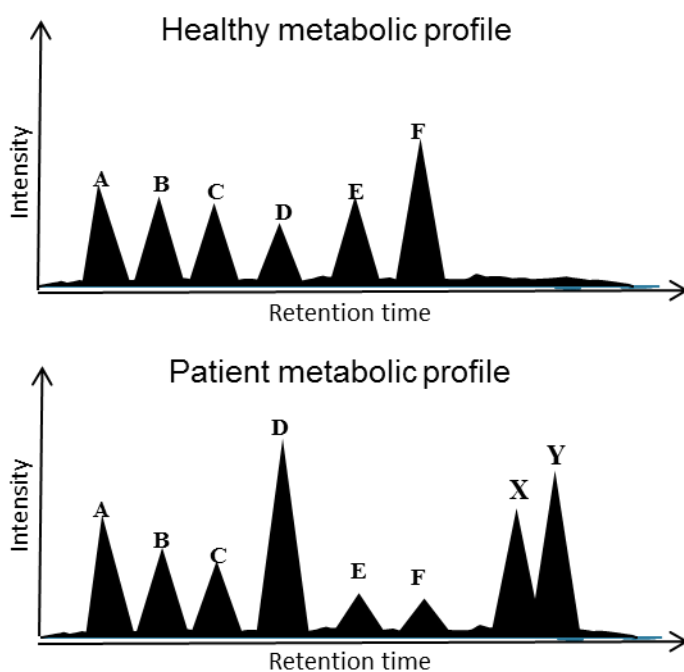 Healthy metabolic profile
Intensity
A
B
C
D
E
F
Retention time
Patient metabolic profile
Intensity
A
B
C
D
E
F
X
Y
Retention time